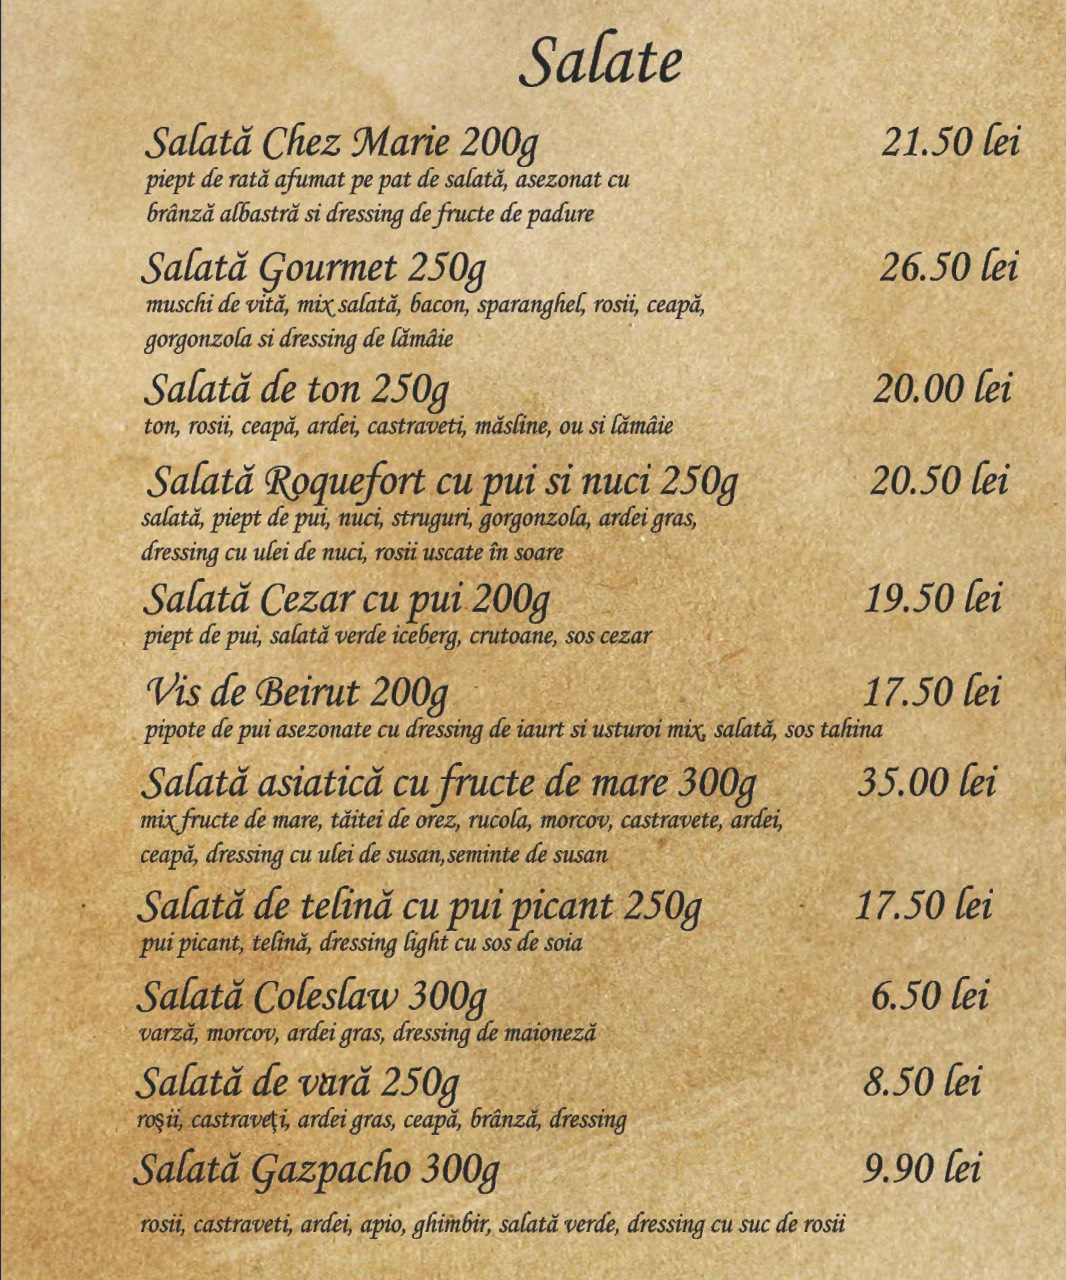 Salate
Salată Chez Marie 200g 21.50 lei
piept de rată afumat pe pat de salată, asezonat cu
brânză albastră si dressing de fructe de padure
Salată Gourmet 250g 26.50 lei
muschi de vită, mix salată, bacon, sparanghel, rosii, ceapă,
gorgonzola si dressing de lămâie
Salată de ton 250g 20.00 lei
ton, rosii, ceapă, ardei, castraveti, măsline, ou si lămâie
Salată Roquefort cu pui si nuci 250g 20.50 lei
salată, piept de pui, nuci, struguri, gorgonzola, ardei gras,
dressing cu ulei de nuci, rosii uscate în soare
Salată Cezar cu pui 200g 19.50 lei
piept de pui, salată verde iceberg, crutoane, sos cezar
Vis de Beirut 200g 17.50 lei
pipote de pui asezonate cu dressing de iaurt si usturoi mix, salată, sos tahina
Salată asiatică cu fructe de mare 300g 35.00 lei
mix fructe de mare, tăitei de orez, rucola, morcov, castravete, ardei,
ceapă, dressing cu ulei de susan,seminte de susan
Salată de telină cu pui picant 250g 17.50 lei
pui picant, telină, dressing light cu sos de soia
Salată Coleslaw 300g 6.50 lei
varză, morcov, ardei gras, dressing de maioneză
Salată de vară 250g 8.50 lei
roşii, castraveţi, ardei gras, ceapă, brânză, dressing
Salată Gazpacho 300g 9.90 lei
rosii, castraveti, ardei, apio, ghimbir, salată verde, dressing cu suc de rosii